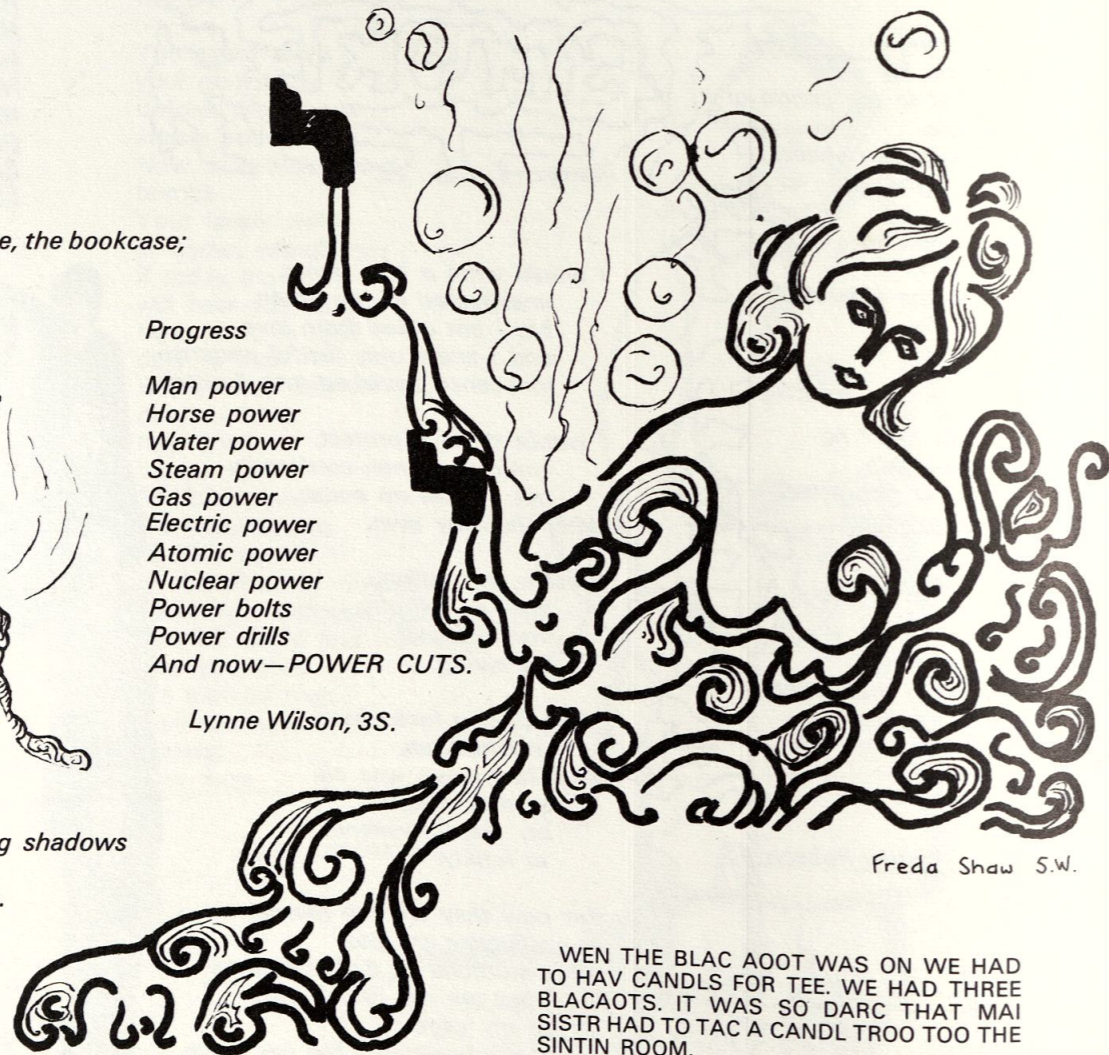 e, the bookcase;
Progress
Man power
Horse power
Water power
Steam power
Gas power
Electric power
Atomic power
Nuclear power
Power bolts
Power drills
And now—POWER CUTS.
Lynne Wilson, 3S.
g shadows
Freda Shaw S.W.
WEN THE BLAC AOOT WAS ON WE HAD
TO HAV CANDLS FOR TEE. WE HAD THREE
BLACAOTS. IT WAS SO DARC THAT MAI
SISTR HAD TO TAC A CANDL TROO TOO THE
SINTIN ROOM.